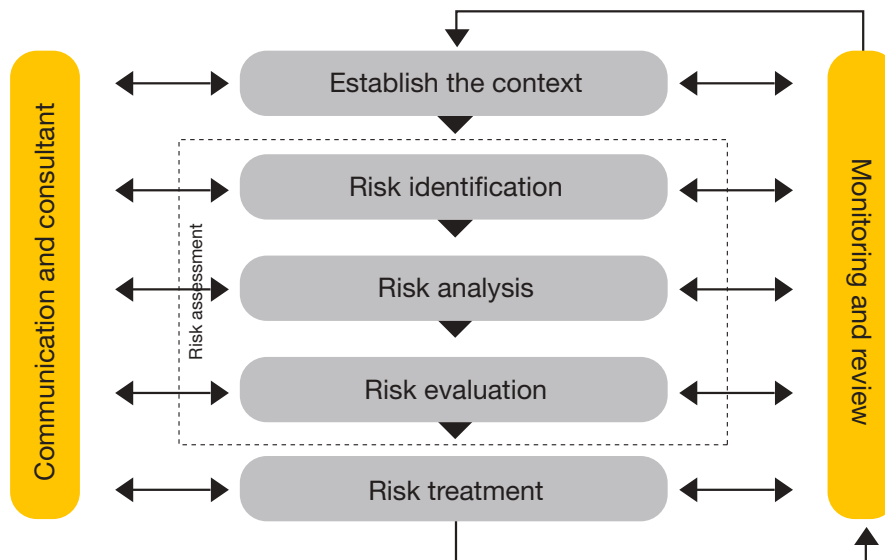 Establish the context
Communication and consultant
Risk assessment
Risk identification
Risk analysis
Risk evaluation
Risk treatment
Monitoring and review